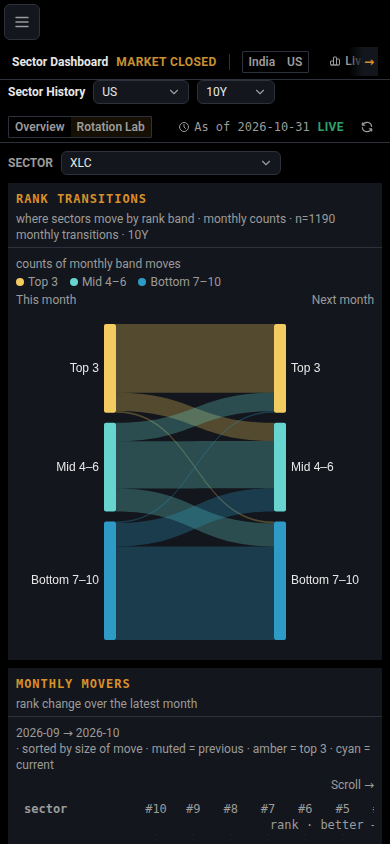 Sector Dashboard MARKET CLOSED India US
Sector History US 10Y
Overview Rotation Lab As of 2026-10-31 LIVE
SECTOR XLC
RANK TRANSITIONS
where sectors move by rank band · monthly counts · n=1190
monthly transitions · 10Y
counts of monthly band moves
Top 3 Mid 4–6 Bottom 7–10
This month Next month
Top 3 Top 3
Mid 4–6 Mid 4–6
Bottom 7–10 Bottom 7–10
MONTHLY MOVERS
rank change over the latest month
2026-09 → 2026-10
· sorted by size of move · muted = previous · amber = top 3 · cyan =
current
Scroll →
sector #10 #9 #8 #7 #6 #5
rank · better